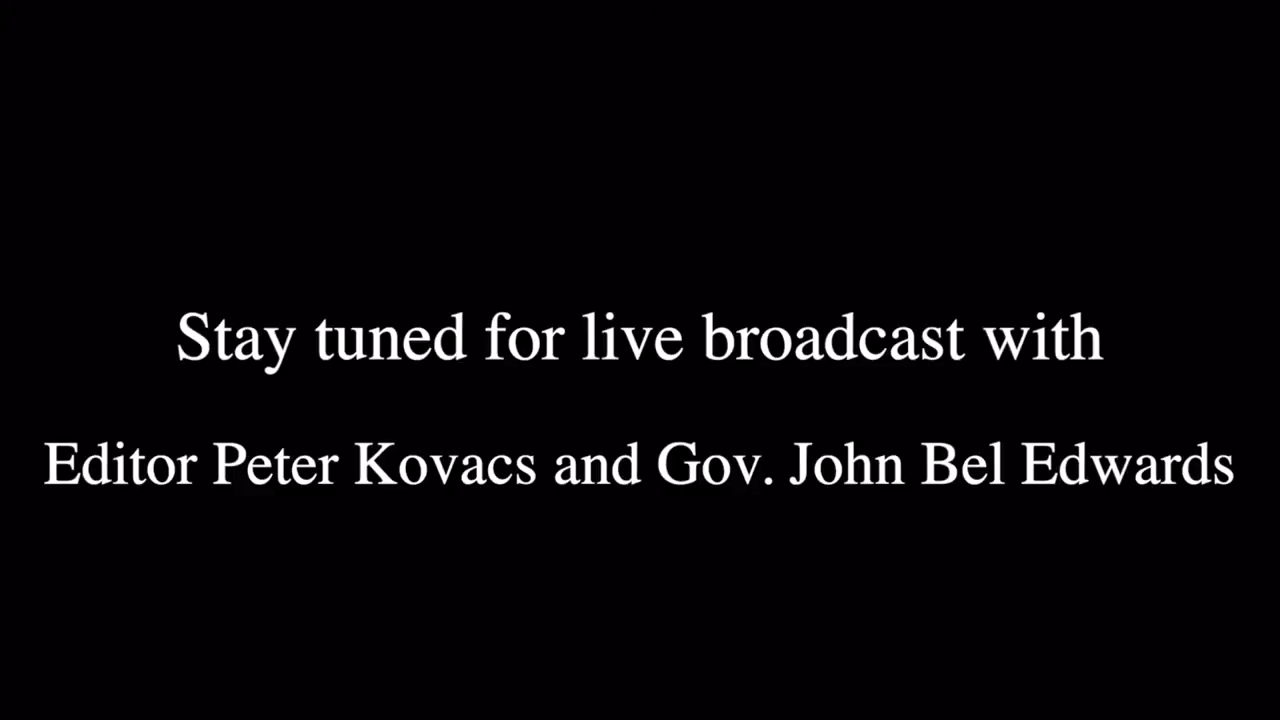 Stay tuned for live broadcast with
Editor Peter Kovacs and Gov. John Bel Edwards